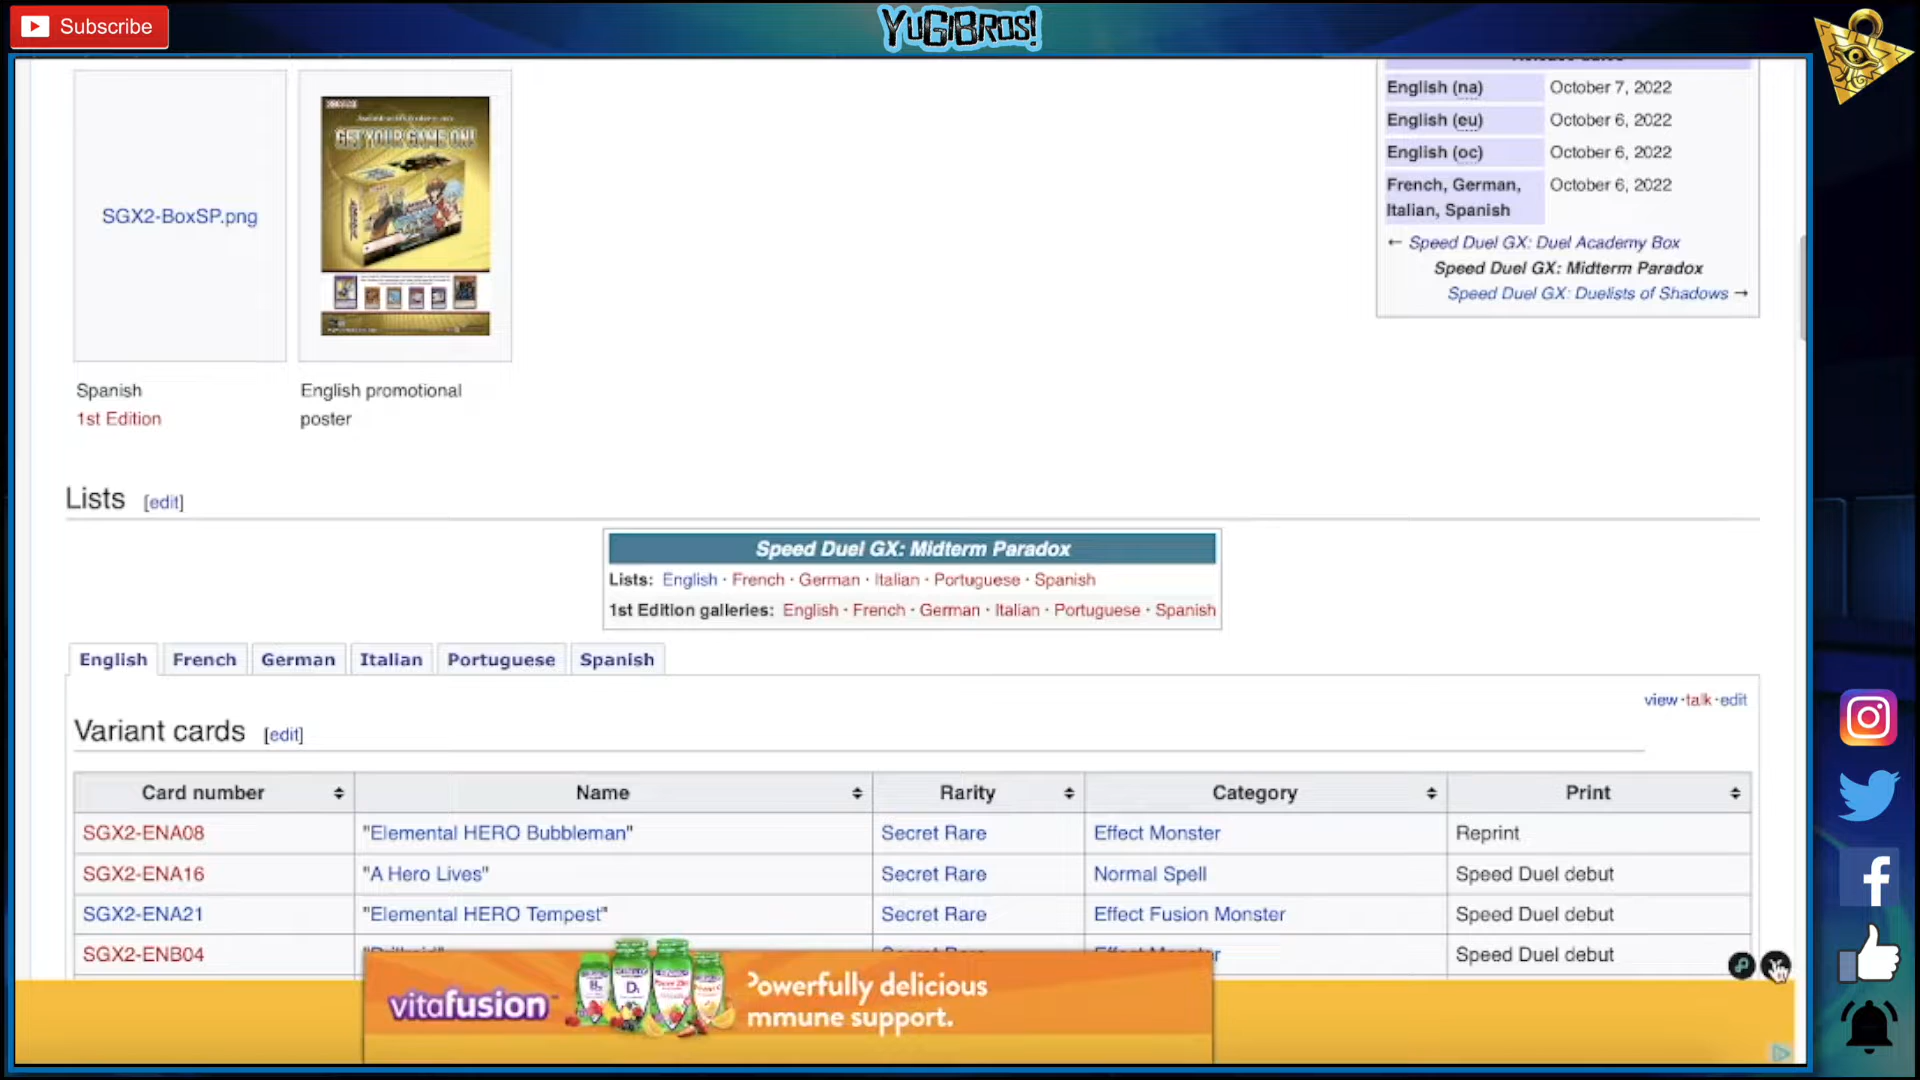 Subscribe
YuGiBros!
English (na) October 7, 2022
English (eu) October 6, 2022
English (oc) October 6, 2022
French, German, October 6, 2022
Italian, Spanish
← Speed Duel GX: Duel Academy Box
Speed Duel GX: Midterm Paradox
Speed Duel GX: Duelists of Shadows →
SGX2-BoxSP.png
GET YOUR GAME ON!
Spanish
1st Edition
English promotional
poster
Lists [edit]
Speed Duel GX: Midterm Paradox
Lists: English · French · German · Italian · Portuguese · Spanish
1st Edition galleries: English · French · German · Italian · Portuguese · Spanish
English French German Italian Portuguese Spanish
view · talk · edit
Variant cards [edit]
Card number Name Rarity Category Print
SGX2-ENA08 "Elemental HERO Bubbleman" Secret Rare Effect Monster Reprint
SGX2-ENA16 "A Hero Lives" Secret Rare Normal Spell Speed Duel debut
SGX2-ENA21 "Elemental HERO Tempest" Secret Rare Effect Fusion Monster Speed Duel debut
SGX2-ENB04 Speed Duel debut
vitafusion
Powerfully delicious
mmune support.